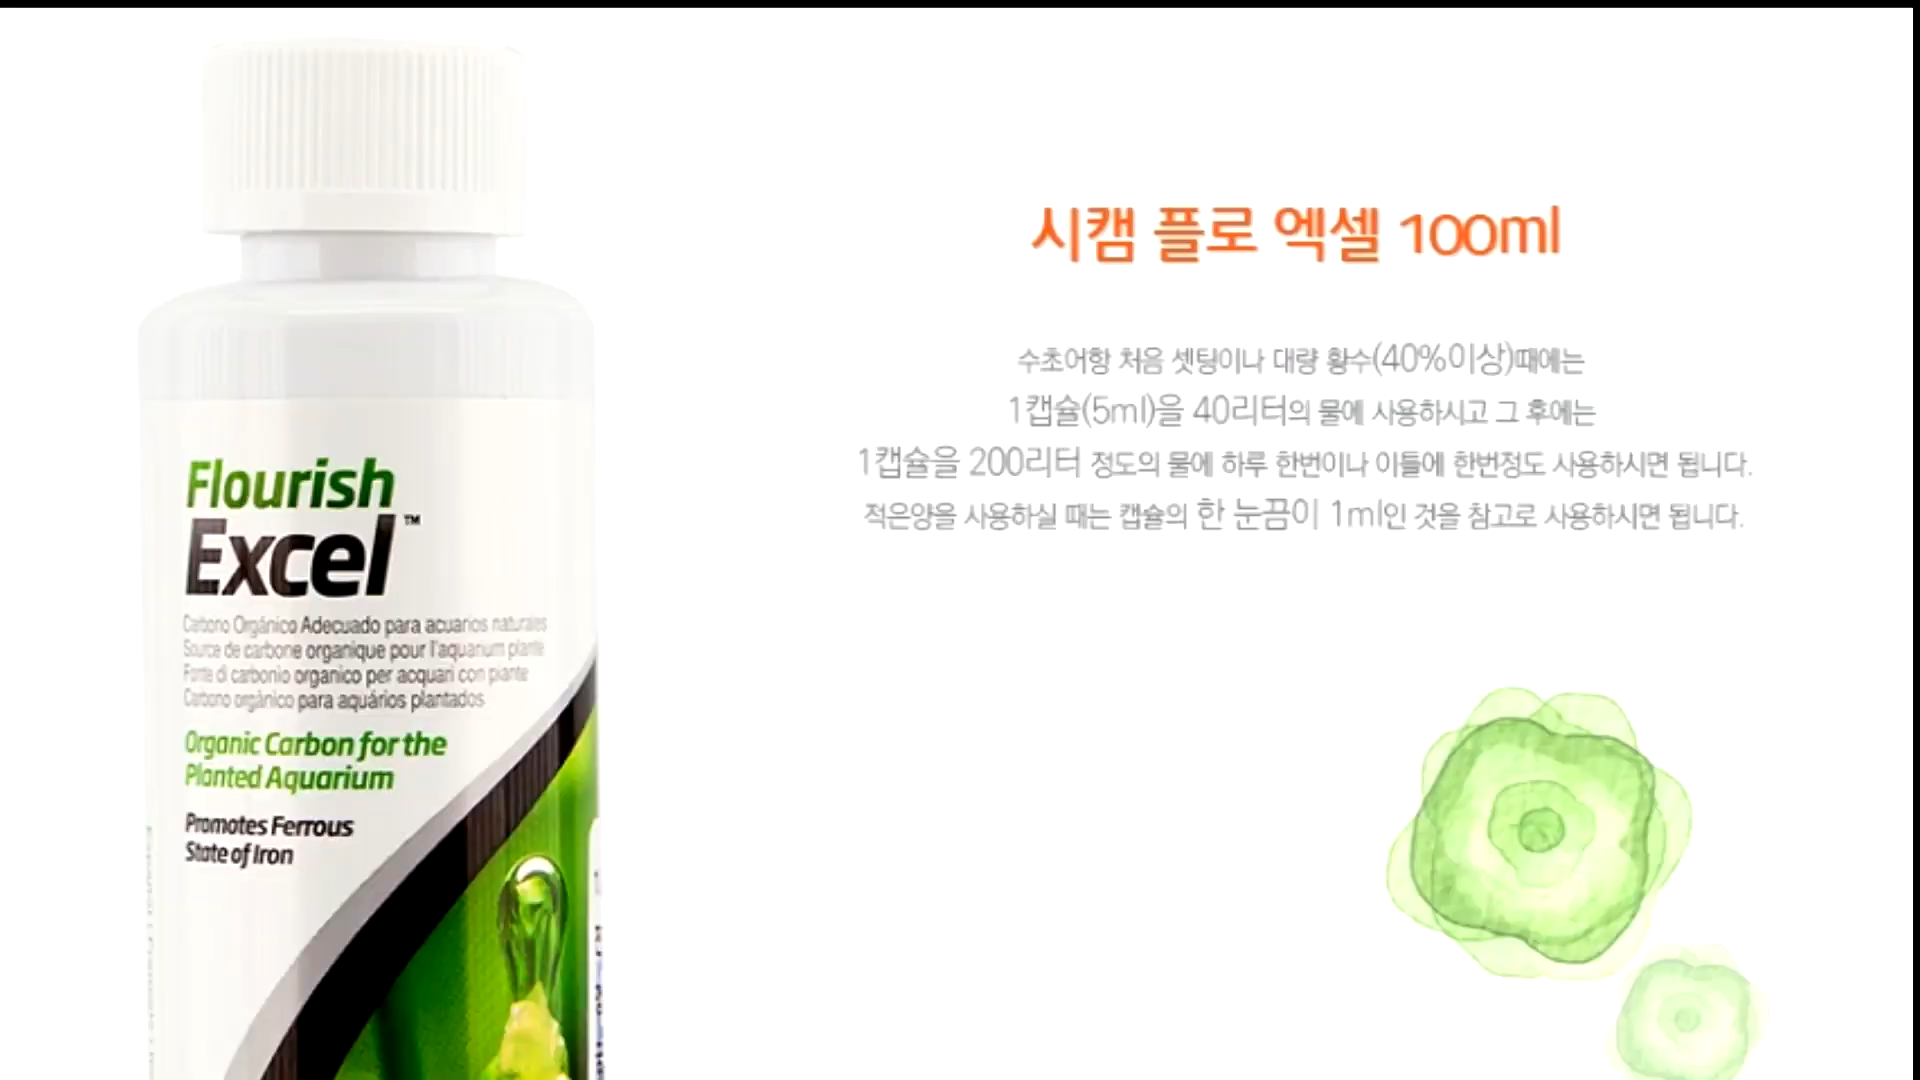 Flourish
Excel™
Carbono Orgánico Adecuado para acuarios naturales
Source de carbone organique pour l'aquarium planté
Fonte di carbonio organico per acquari con piante
Carbono orgânico para aquários plantados
Organic Carbon for the
Planted Aquarium
Promotes Ferrous
State of Iron
시캠 플로 엑셀 100ml
수초어항 처음 셋팅이나 대량 황수(40%이상)때에는
1캡슐(5ml)을 40리터의 물에 사용하시고 그 후에는
1캡슐을 200리터 정도의 물에 하루 한번이나 이틀에 한번정도 사용하시면 됩니다.
적은양을 사용하실 때는 캡슐의 한 눈끔이 1ml인 것을 참고로 사용하시면 됩니다.